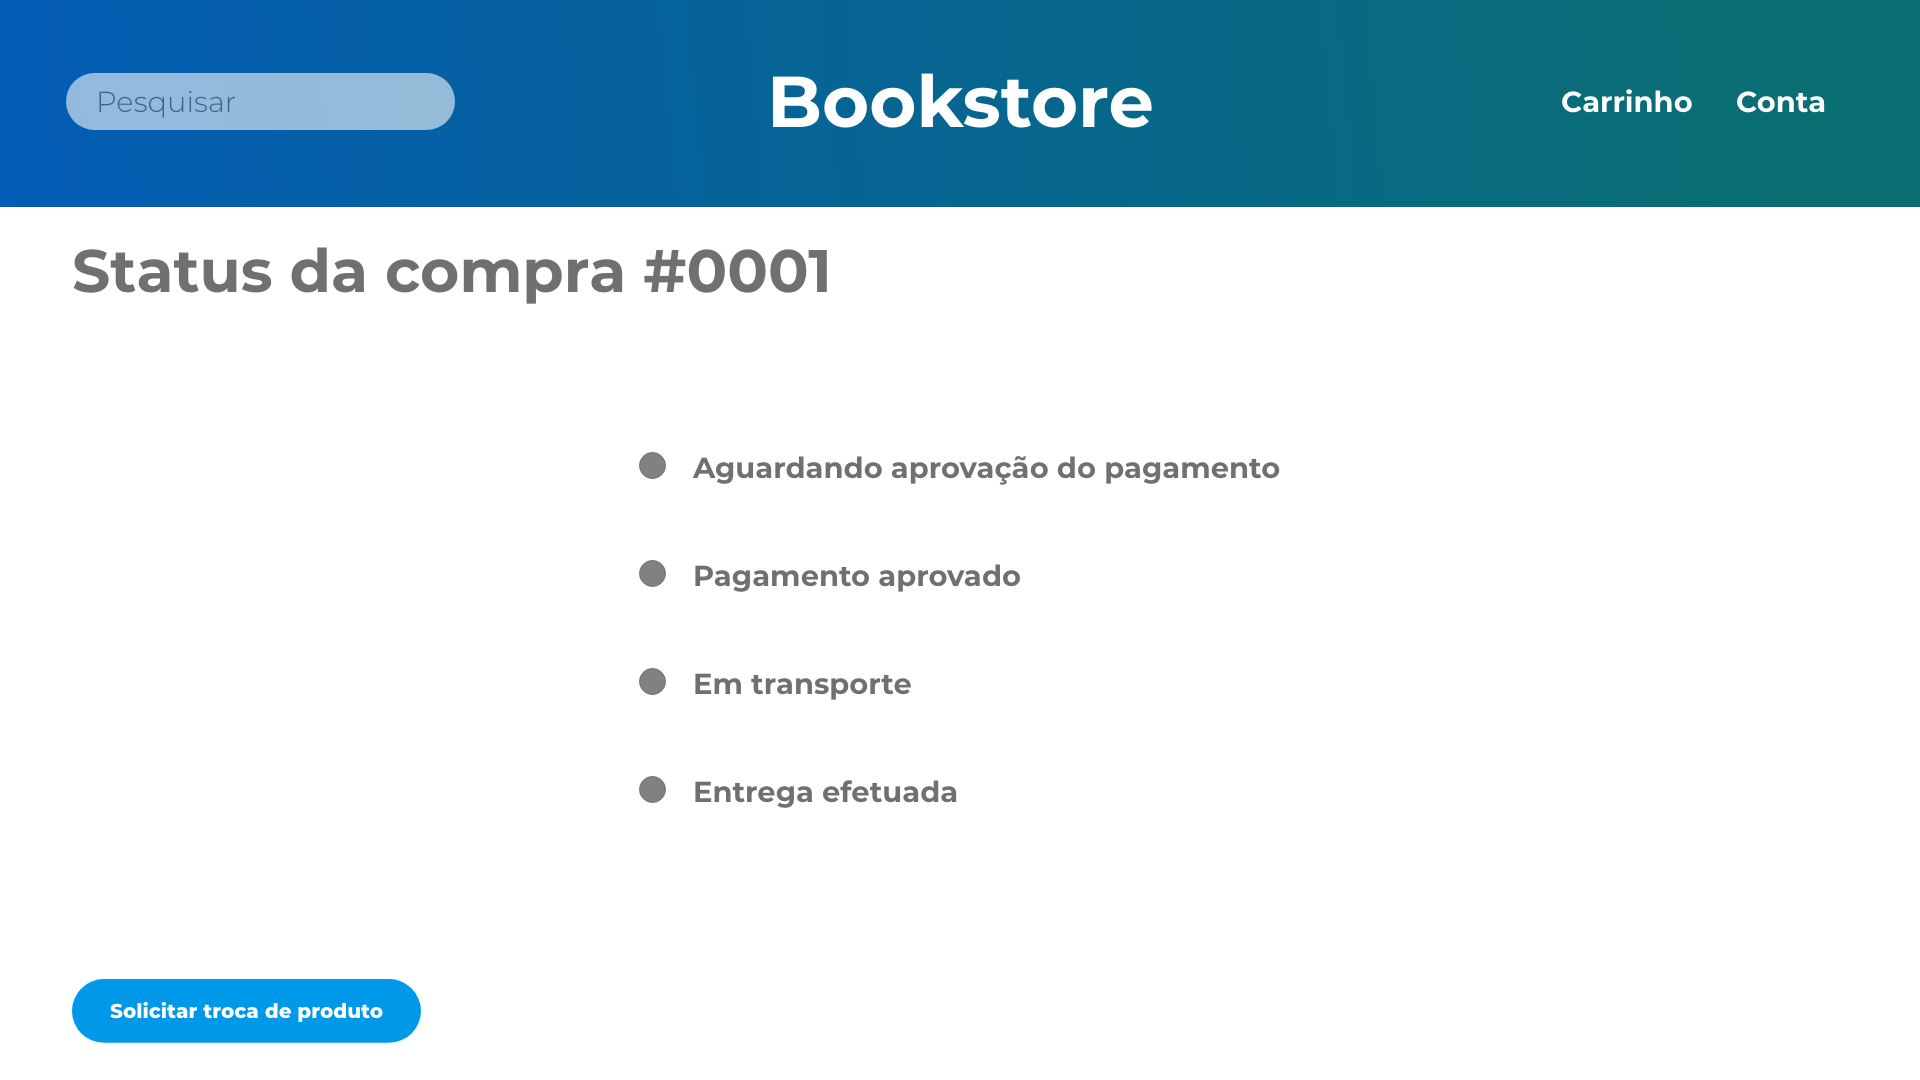 Pesquisar
Bookstore
Carrinho Conta
Status da compra #0001
Aguardando aprovação do pagamento
Pagamento aprovado
Em transporte
Entrega efetuada
Solicitar troca de produto